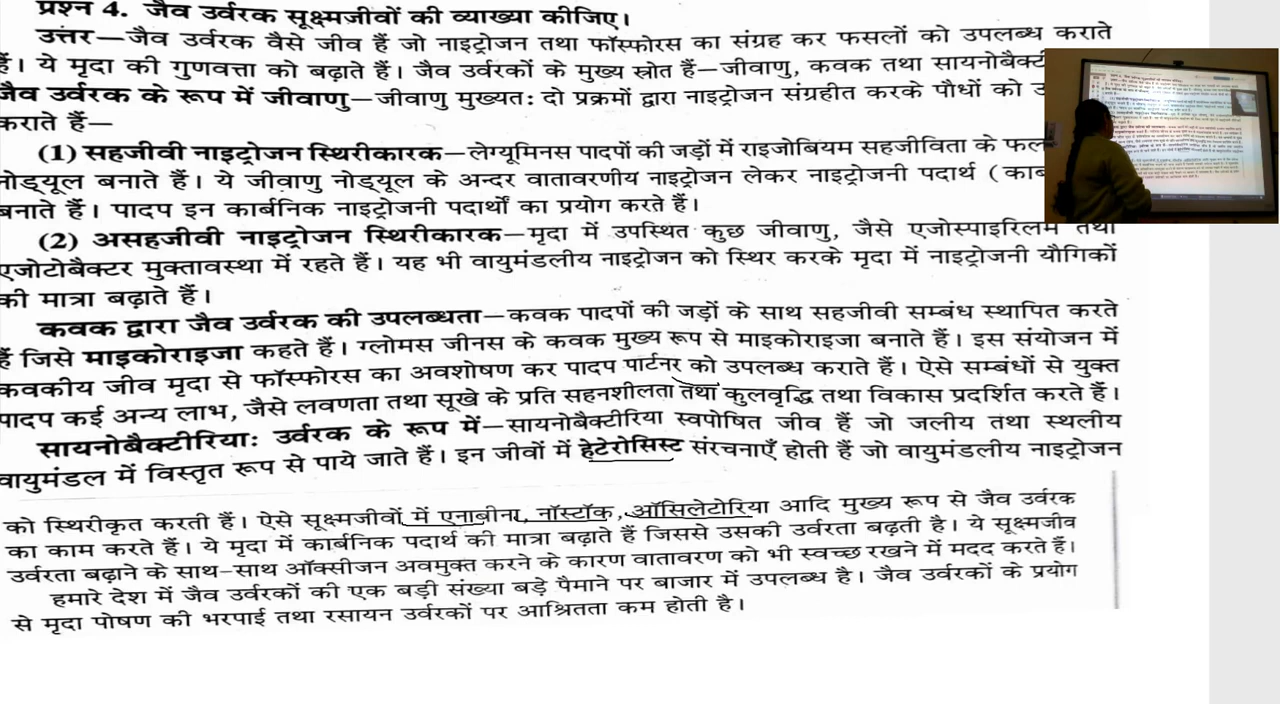 प्रश्न 4. जैव उर्वरक सूक्ष्मजीवों की व्याख्या कीजिए।
उत्तर—जैव उर्वरक वैसे जीव हैं जो नाइट्रोजन तथा फॉस्फोरस का संग्रह कर फसलों को उपलब्ध कराते
हैं। ये मृदा की गुणवत्ता को बढ़ाते हैं। जैव उर्वरकों के मुख्य स्रोत हैं—जीवाणु, कवक तथा
जैव उर्वरक के रूप में जीवाणु—जीवाणु मुख्यतः दो प्रक्रमों द्वारा नाइट्रोजन संग्रहीत करके पौधों को
कराते हैं—
(1) सहजीवी नाइट्रोजन स्थिरीकारक—लेग्यूमिनस पादपों की जड़ों में राइजोबियम सहजीविता के
नोड्यूल बनाते हैं। ये जीवाणु नोड्यूल के अन्दर वातावरणीय नाइट्रोजन लेकर नाइट्रोजनी पदार्थ
बनाते हैं। पादप इन कार्बनिक नाइट्रोजनी पदार्थों का प्रयोग करते हैं।
(2) असहजीवी नाइट्रोजन स्थिरीकारक—मृदा में उपस्थित कुछ जीवाणु, जैसे एजोस्पाइरिलम तथा
एजोटोबैक्टर मुक्तावस्था में रहते हैं। यह भी वायुमंडलीय नाइट्रोजन को स्थिर करके मृदा में नाइट्रोजनी यौगिकों
की मात्रा बढ़ाते हैं।
कवक द्वारा जैव उर्वरक की उपलब्धता—कवक पादपों की जड़ों के साथ सहजीवी सम्बंध स्थापित करते
हैं जिसे माइकोराइजा कहते हैं। ग्लोमस जीनस के कवक मुख्य रूप से माइकोराइजा बनाते हैं। इस संयोजन में
कवकीय जीव मृदा से फॉस्फोरस का अवशोषण कर पादप पार्टनर को उपलब्ध कराते हैं। ऐसे सम्बंधों से युक्त
पादप कई अन्य लाभ, जैसे लवणता तथा सूखे के प्रति सहनशीलता तथा कुलवृद्धि तथा विकास प्रदर्शित करते हैं।
सायनोबैक्टीरिया: उर्वरक के रूप में—सायनोबैक्टीरिया स्वपोषित जीव हैं जो जलीय तथा स्थलीय
वायुमंडल में विस्तृत रूप से पाये जाते हैं। इन जीवों में हेटेरोसिस्ट संरचनाएँ होती हैं जो वायुमंडलीय नाइट्रोजन
को स्थिरीकृत करती हैं। ऐसे सूक्ष्मजीवों में एनाबीना, नॉस्टॉक, ऑसिलेटोरिया आदि मुख्य रूप से जैव उर्वरक
का काम करते हैं। ये मृदा में कार्बनिक पदार्थ की मात्रा बढ़ाते हैं जिससे उसकी उर्वरता बढ़ती है। ये सूक्ष्मजीव
उर्वरता बढ़ाने के साथ-साथ ऑक्सीजन अवमुक्त करने के कारण वातावरण को भी स्वच्छ रखने में मदद करते हैं।
हमारे देश में जैव उर्वरकों की एक बड़ी संख्या बड़े पैमाने पर बाजार में उपलब्ध है। जैव उर्वरकों के प्रयोग
से मृदा पोषण की भरपाई तथा रसायन उर्वरकों पर आश्रितता कम होती है।